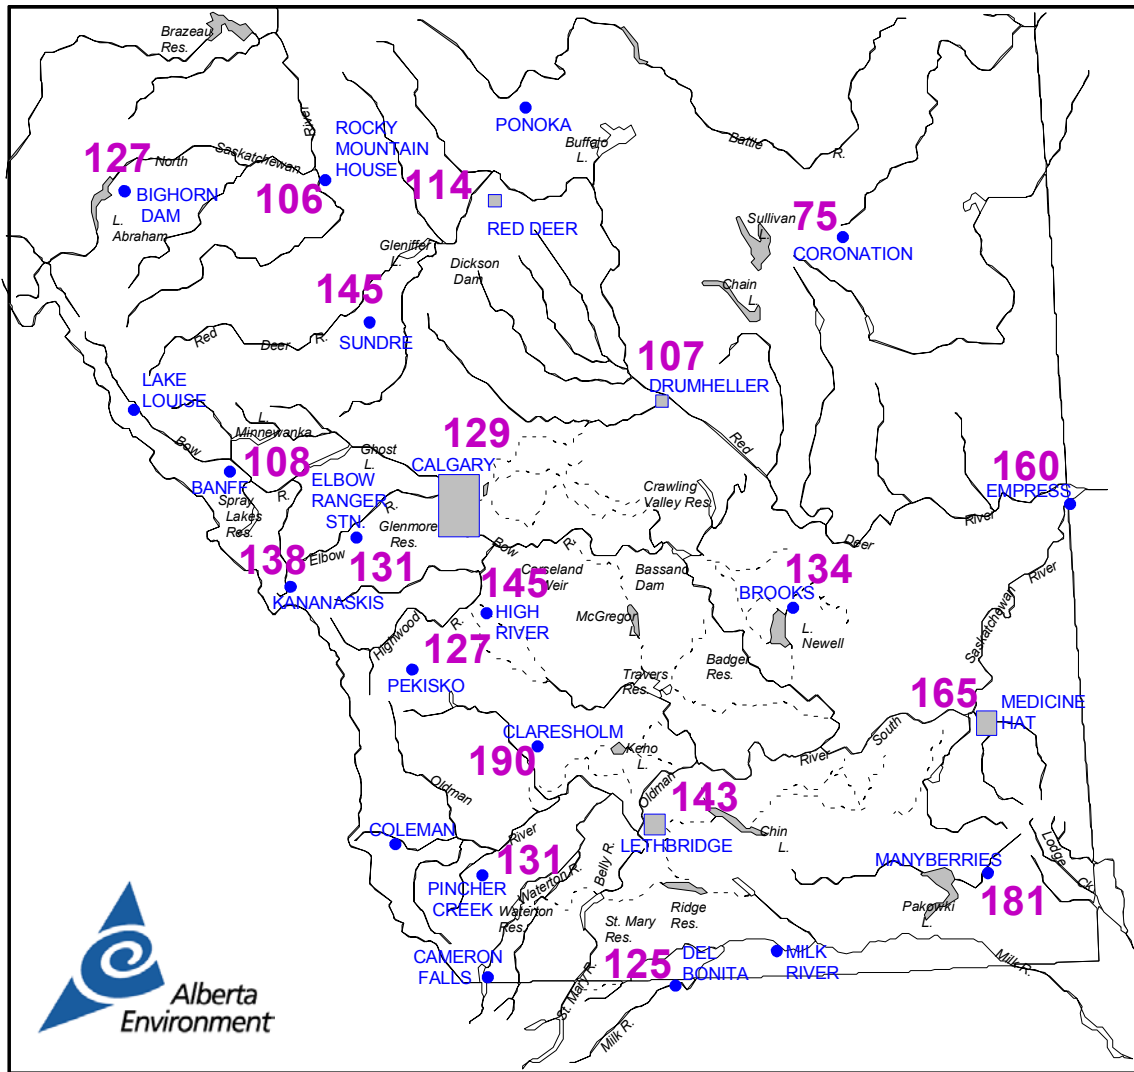 Brazeau
Res.
River
ROCKY
MOUNTAIN
HOUSE
PONOKA
Buffalo
L.
Battle
R.
127
North
Saskatchewan
BIGHORN
DAM
L.
Abraham
106
114
RED DEER
Sullivan
L.
75
CORONATION
Gleniffer
L.
Dickson
Dam
Chain
L.
145
SUNDRE
Red
Deer
R.
107
DRUMHELLER
LAKE
LOUISE
L.
Minnewanka
Bow
Ghost
L.
129
CALGARY
Red
108
BANFF
R.
Spray
Lakes
Res.
ELBOW
RANGER
STN.
R.
Glenmore
Res.
Crawling
Valley Res.
160
EMPRESS
River
Deer
Elbow
131
Bow
R.
138
KANANASKIS
Carseland
Weir
Bassano
Dam
134
BROOKS
River
145
HIGH
RIVER
McGregor
L.
L.
Newell
Highwood
R.
Saskatchewan
127
PEKISKO
Travers
Res.
Badger
Res.
165
MEDICINE
HAT
CLARESHOLM
190
Keho
L.
River
South
Oldman
Oldman
143
LETHBRIDGE
Chin
L.
COLEMAN
River
131
PINCHER
CREEK
Waterton R.
Waterton
Res.
Belly R.
MANYBERRIES
Lodge
Ck.
Pakowki
L.
181
St. Mary
Res.
Ridge
Res.
CAMERON
FALLS
125
DEL
BONITA
MILK
RIVER
Milk R.
St. Mary R.
Milk R.
Alberta
Environment